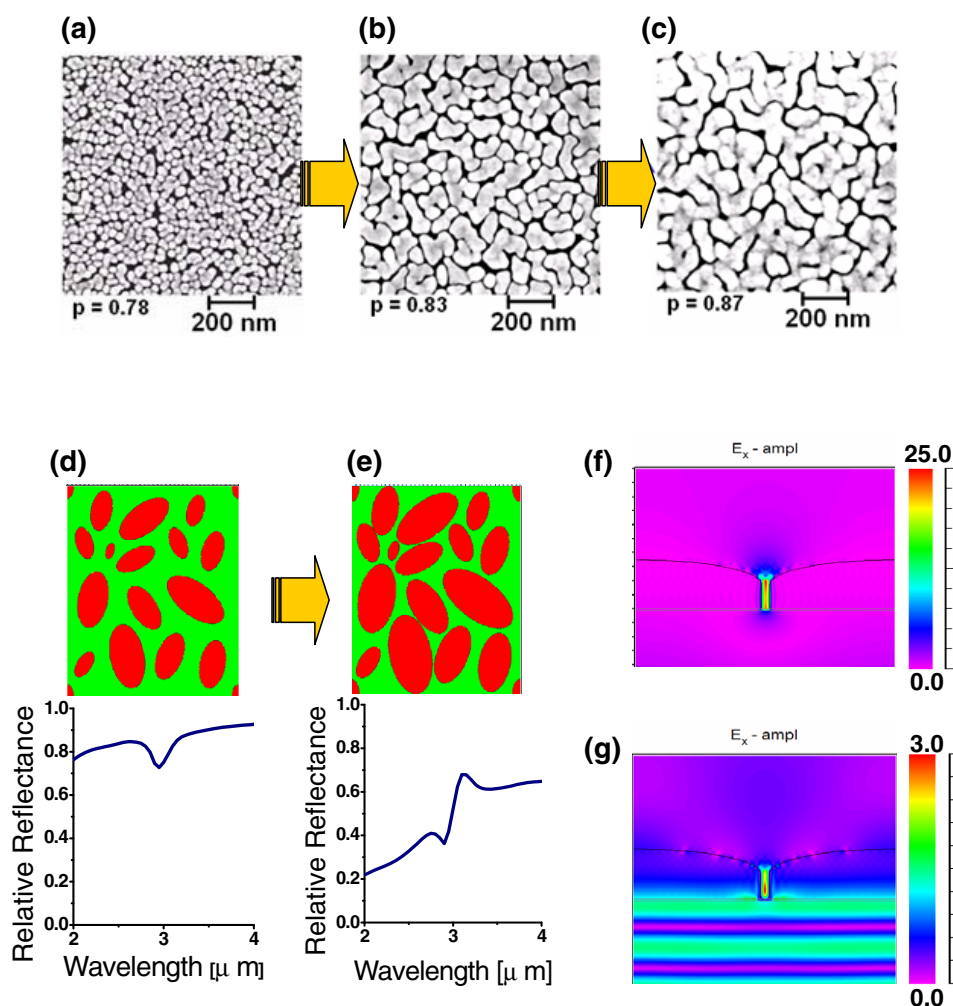 (a)
(b)
(c)
p = 0.78
200 nm
p = 0.83
200 nm
p = 0.87
200 nm
(d)
(e)
(f)
Ex - ampl
25.0
0.0
Relative Reflectance
1.0
0.8
0.6
0.4
0.2
0.0
2
3
4
Wavelength [μ m]
Relative Reflectance
1.0
0.8
0.6
0.4
0.2
0.0
2
3
4
Wavelength [μ m]
(g)
Ex - ampl
3.0
0.0